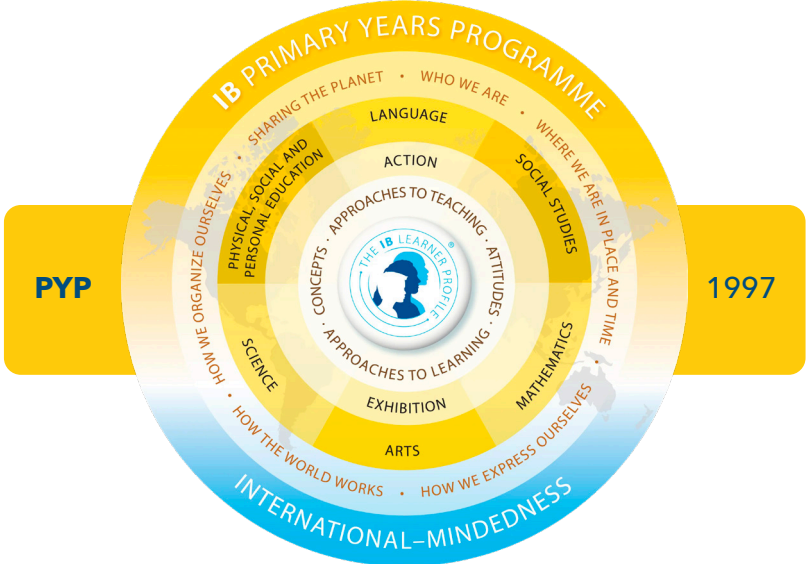 IB PRIMARY YEARS PROGRAMME
SHARING THE PLANET • WHO WE ARE • WHERE WE ARE IN PLACE AND TIME • HOW WE EXPRESS OURSELVES • HOW THE WORLD WORKS • HOW WE ORGANIZE OURSELVES •
LANGUAGE
SOCIAL STUDIES
MATHEMATICS
ARTS
SCIENCE
PHYSICAL, SOCIAL AND
PERSONAL EDUCATION
ACTION
EXHIBITION
APPROACHES TO TEACHING · ATTITUDES · APPROACHES TO LEARNING · CONCEPTS ·
THE IB LEARNER PROFILE ®
PYP
1997
INTERNATIONAL–MINDEDNESS